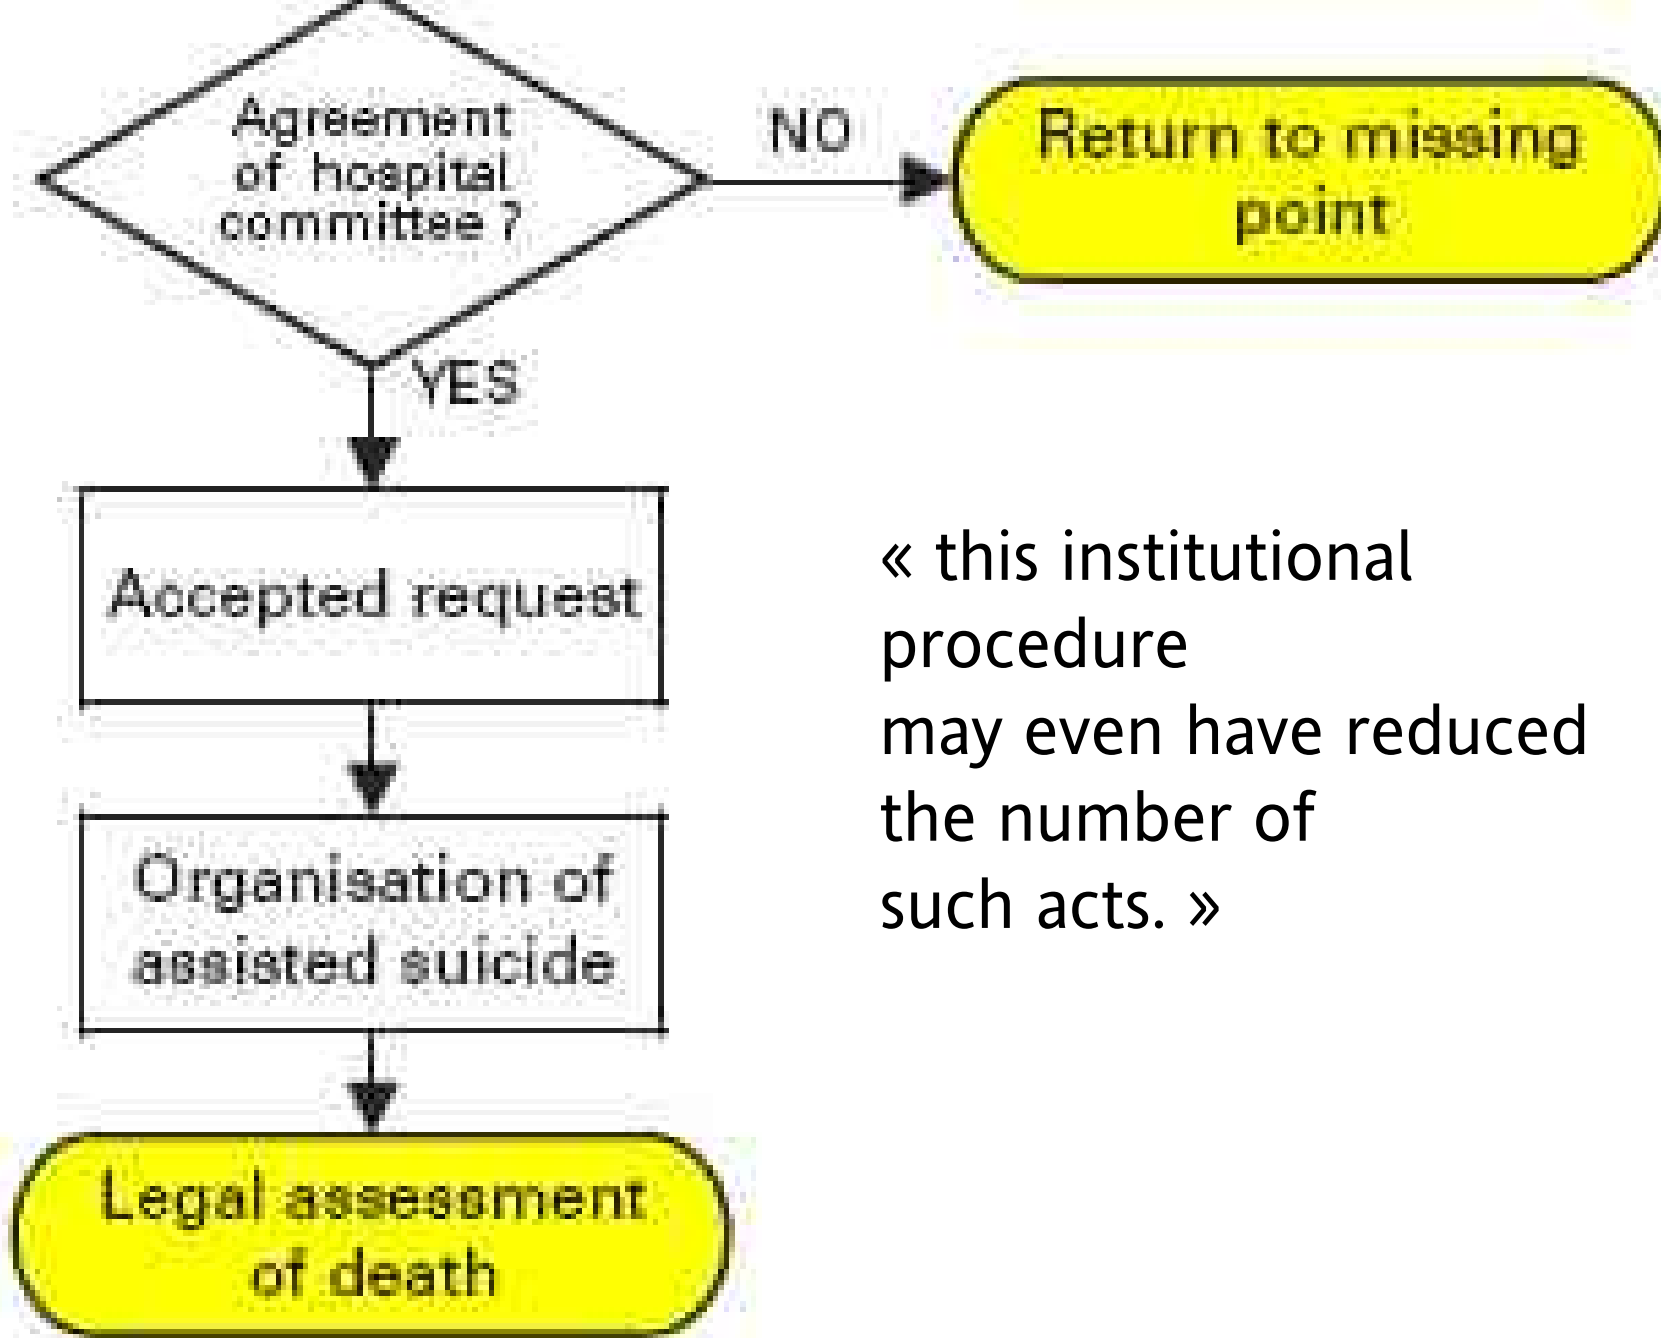 Agreement
of hospital
committee ?
NO
Return to missing
point
YES
Accepted request
« this institutional
procedure
may even have reduced
the number of
such acts. »
Organisation of
assisted suicide
Legal assessment
of death